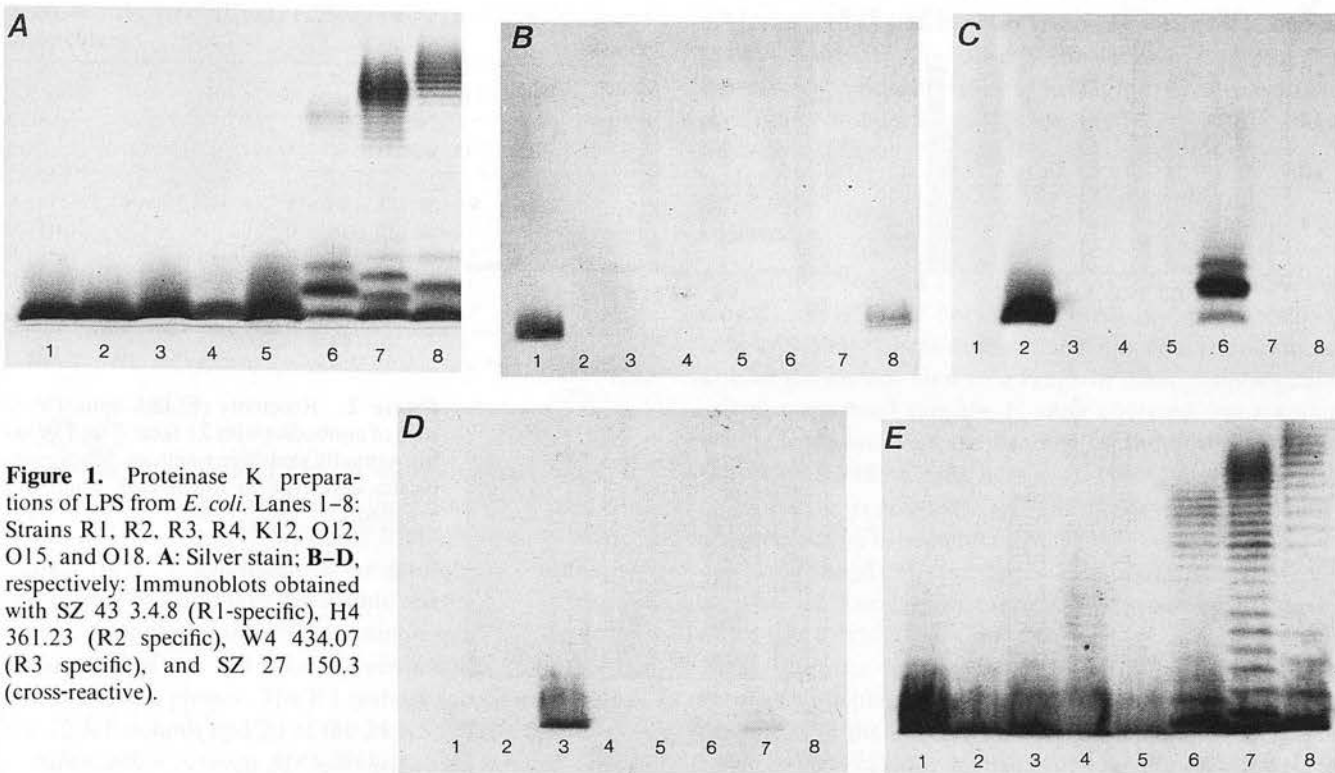 A
1 2 3 4 5 6 7 8
B
1 2 3 4 5 6 7 8
C
1 2 3 4 5 6 7 8
D
1 2 3 4 5 6 7 8
E
1 2 3 4 5 6 7 8
Figure 1. Proteinase K prepara-
tions of LPS from E. coli. Lanes 1–8:
Strains R1, R2, R3, R4, K12, O12,
O15, and O18. A: Silver stain; B–D,
respectively: Immunoblots obtained
with SZ 43 3.4.8 (R1-specific), H4
361.23 (R2 specific), W4 434.07
(R3 specific), and SZ 27 150.3
(cross-reactive).